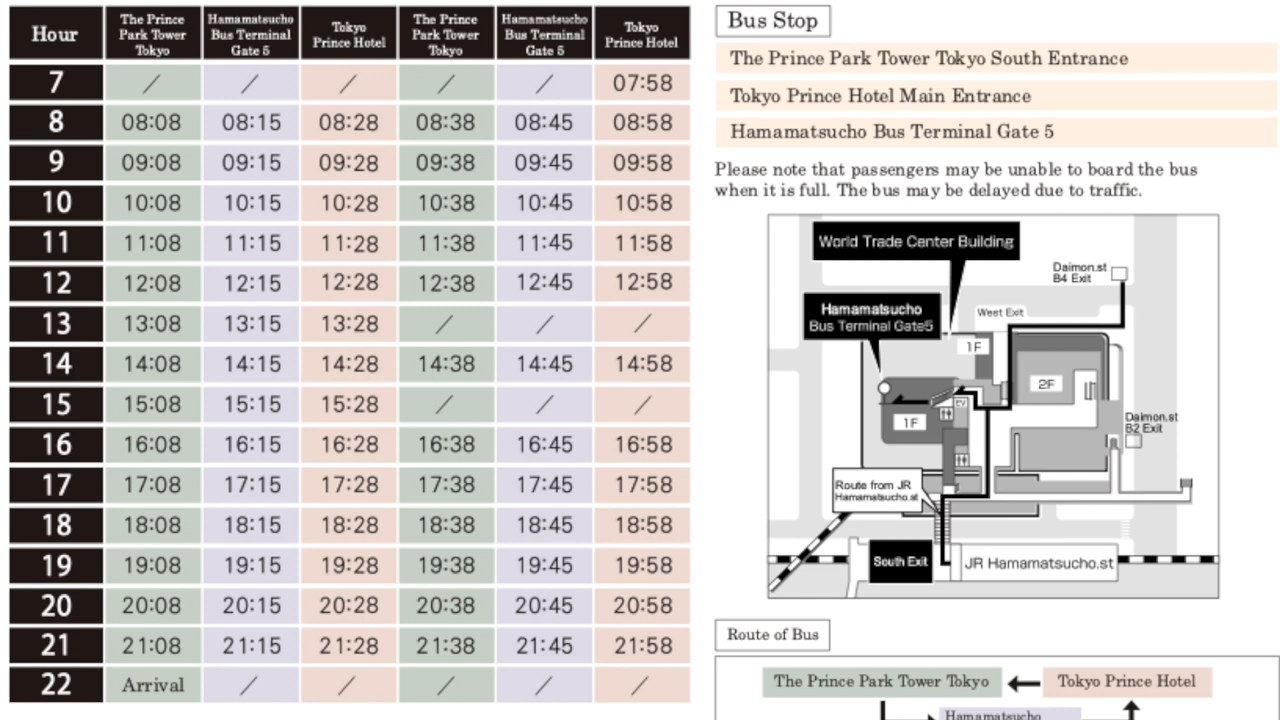 Hour The Prince Park Tower Tokyo Hamamatsucho Bus Terminal Gate 5 Tokyo Prince Hotel The Prince Park Tower Tokyo Hamamatsucho Bus Terminal Gate 5 Tokyo Prince Hotel
7 / / / / / 07:58
8 08:08 08:15 08:28 08:38 08:45 08:58
9 09:08 09:15 09:28 09:38 09:45 09:58
10 10:08 10:15 10:28 10:38 10:45 10:58
11 11:08 11:15 11:28 11:38 11:45 11:58
12 12:08 12:15 12:28 12:38 12:45 12:58
13 13:08 13:15 13:28 / / /
14 14:08 14:15 14:28 14:38 14:45 14:58
15 15:08 15:15 15:28 / / /
16 16:08 16:15 16:28 16:38 16:45 16:58
17 17:08 17:15 17:28 17:38 17:45 17:58
18 18:08 18:15 18:28 18:38 18:45 18:58
19 19:08 19:15 19:28 19:38 19:45 19:58
20 20:08 20:15 20:28 20:38 20:45 20:58
21 21:08 21:15 21:28 21:38 21:45 21:58
22 Arrival / / / / /
Bus Stop
The Prince Park Tower Tokyo South Entrance
Tokyo Prince Hotel Main Entrance
Hamamatsucho Bus Terminal Gate 5
Please note that passengers may be unable to board the bus
when it is full. The bus may be delayed due to traffic.
World Trade Center Building
Daimon.st
B4 Exit
Hamamatsucho
Bus Terminal Gate5
West Exit
1F
2F
EV
1F
Daimon.st
B2 Exit
Route from JR
Hamamatsucho.st
South Exit
JR Hamamatsucho.st
Route of Bus
The Prince Park Tower Tokyo
Tokyo Prince Hotel
Hamamatsucho